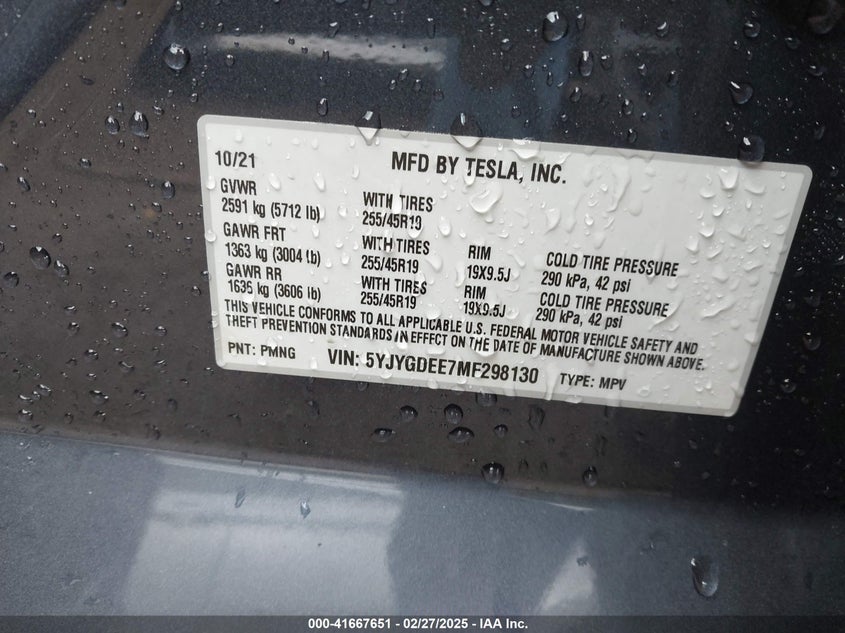 10/21 MFD BY TESLA, INC.
GVWR
2591 kg (5712 lb) WITH TIRES 255/45R19
GAWR FRT
1363 kg (3004 lb) WITH TIRES 255/45R19 RIM 19X9.5J COLD TIRE PRESSURE 290 kPa, 42 psi
GAWR RR
1636 kg (3606 lb) WITH TIRES 255/45R19 RIM 19X9.5J COLD TIRE PRESSURE 290 kPa, 42 psi
THIS VEHICLE CONFORMS TO ALL APPLICABLE U.S. FEDERAL MOTOR VEHICLE SAFETY AND
THEFT PREVENTION STANDARDS IN EFFECT ON THE DATE OF MANUFACTURE SHOWN ABOVE.
PNT: PMNG VIN: 5YJYGDEE7MF298130 TYPE: MPV
000-41667651 - 02/27/2025 - IAA Inc.